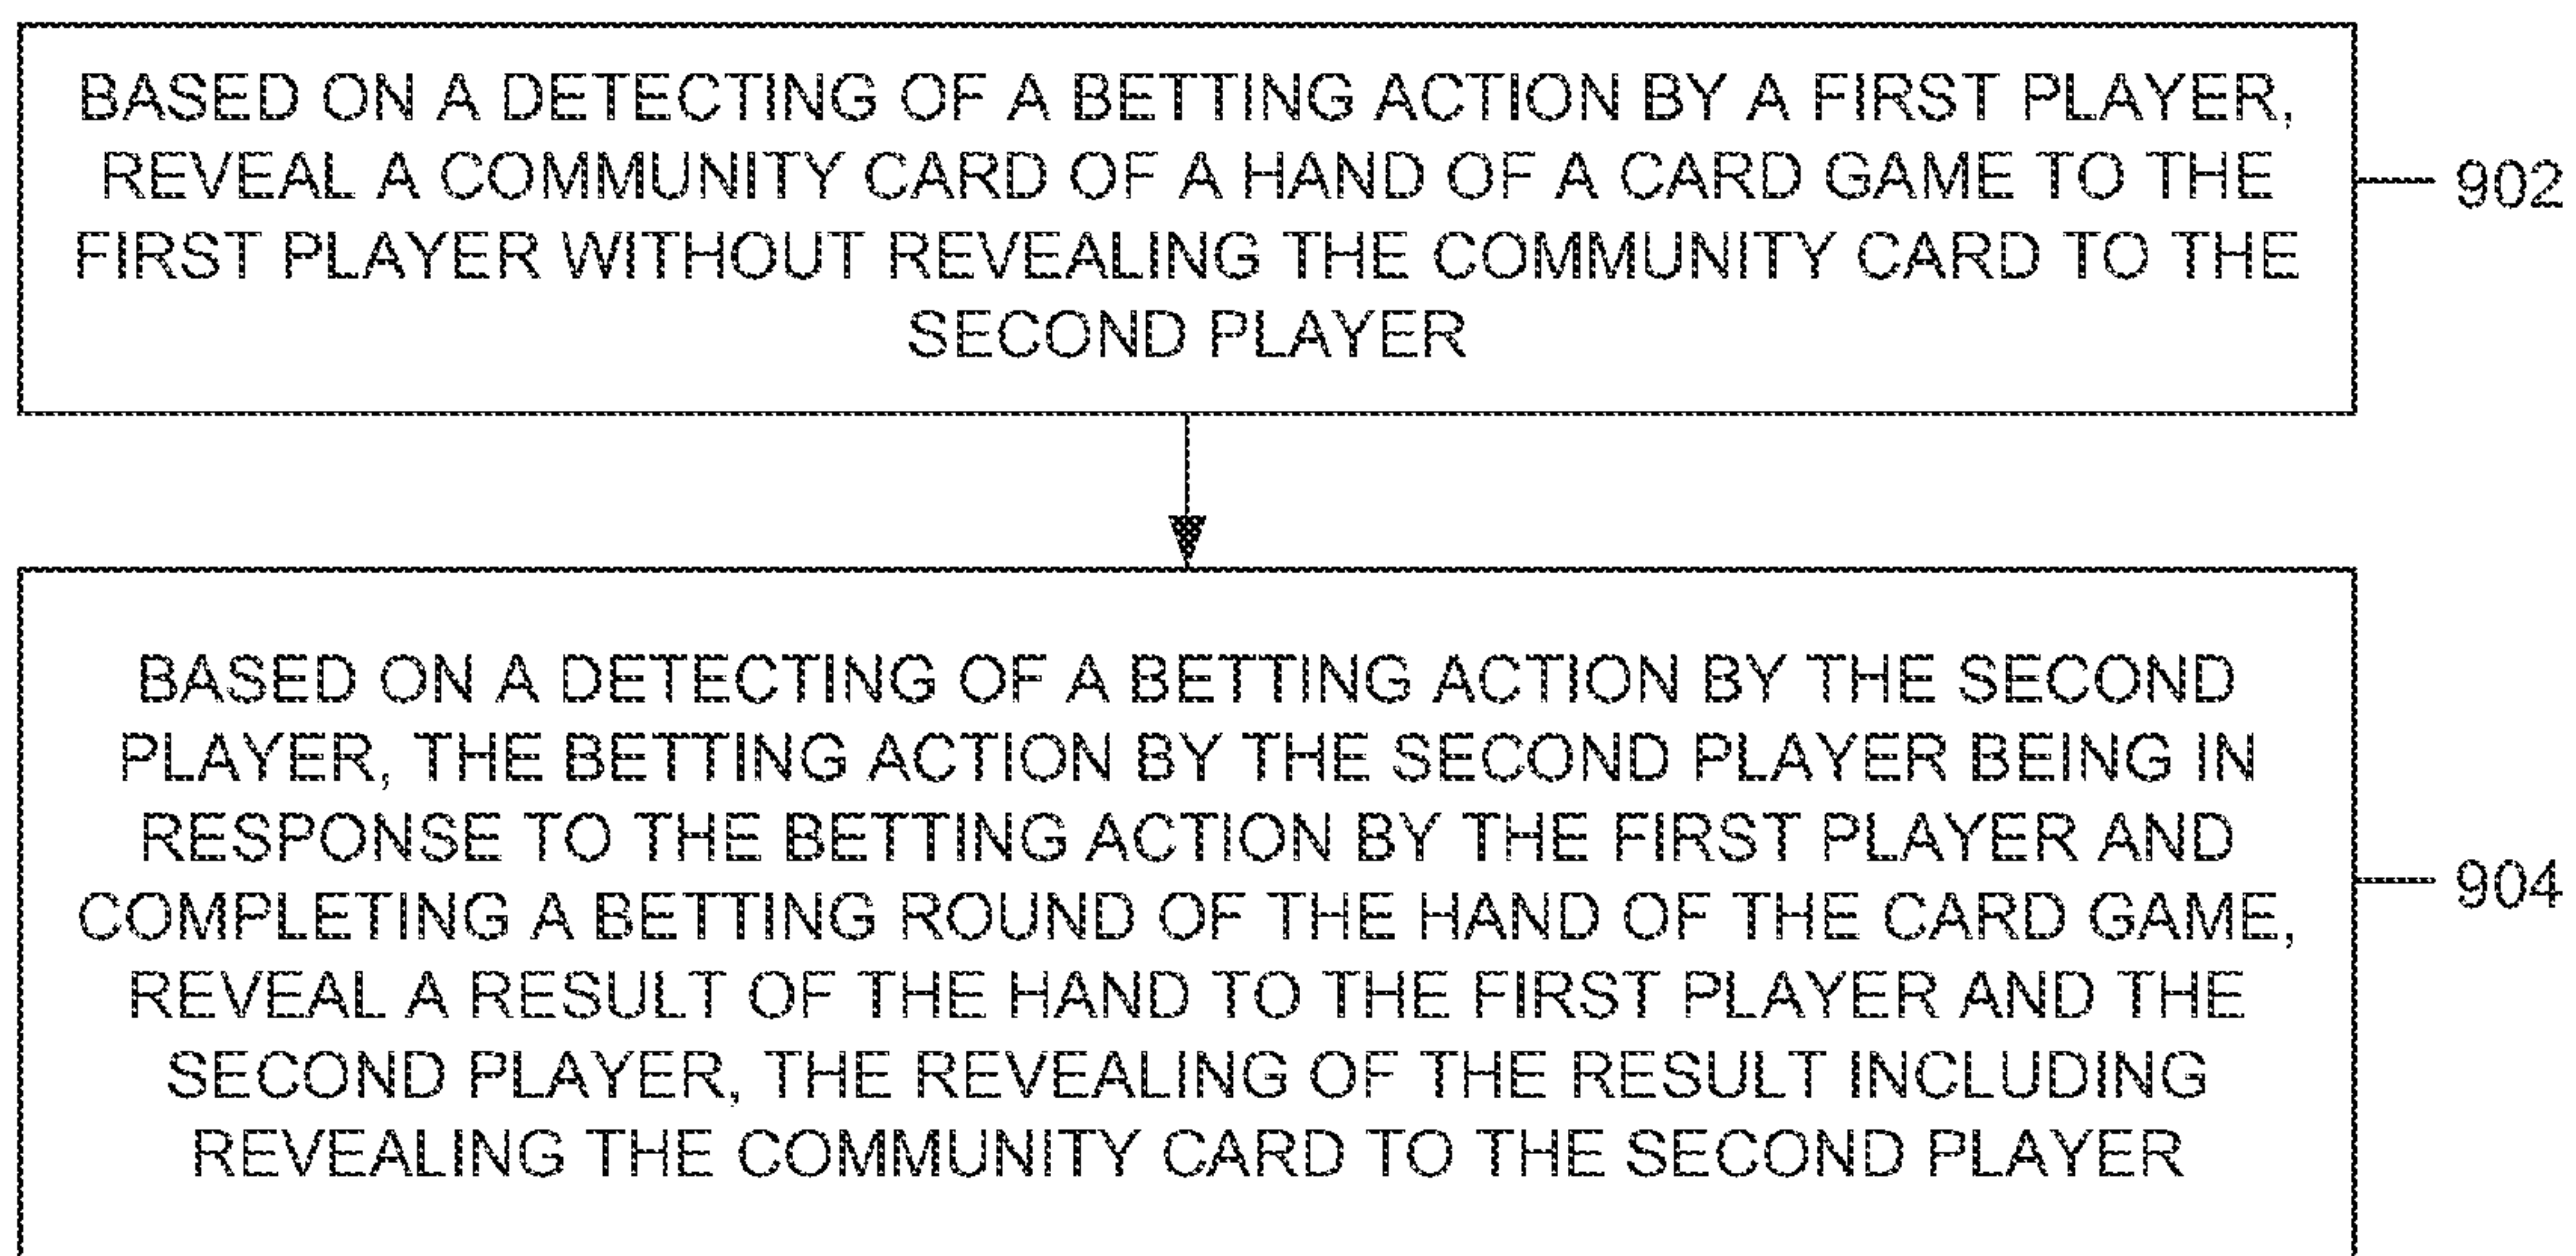 BASED ON A DETECTING OF A BETTING ACTION BY A FIRST PLAYER,
REVEAL A COMMUNITY CARD OF A HAND OF A CARD GAME TO THE
FIRST PLAYER WITHOUT REVEALING THE COMMUNITY CARD TO THE
SECOND PLAYER
902
BASED ON A DETECTING OF A BETTING ACTION BY THE SECOND
PLAYER, THE BETTING ACTION BY THE SECOND PLAYER BEING IN
RESPONSE TO THE BETTING ACTION BY THE FIRST PLAYER AND
COMPLETING A BETTING ROUND OF THE HAND OF THE CARD GAME,
REVEAL A RESULT OF THE HAND TO THE FIRST PLAYER AND THE
SECOND PLAYER, THE REVEALING OF THE RESULT INCLUDING
REVEALING THE COMMUNITY CARD TO THE SECOND PLAYER
904